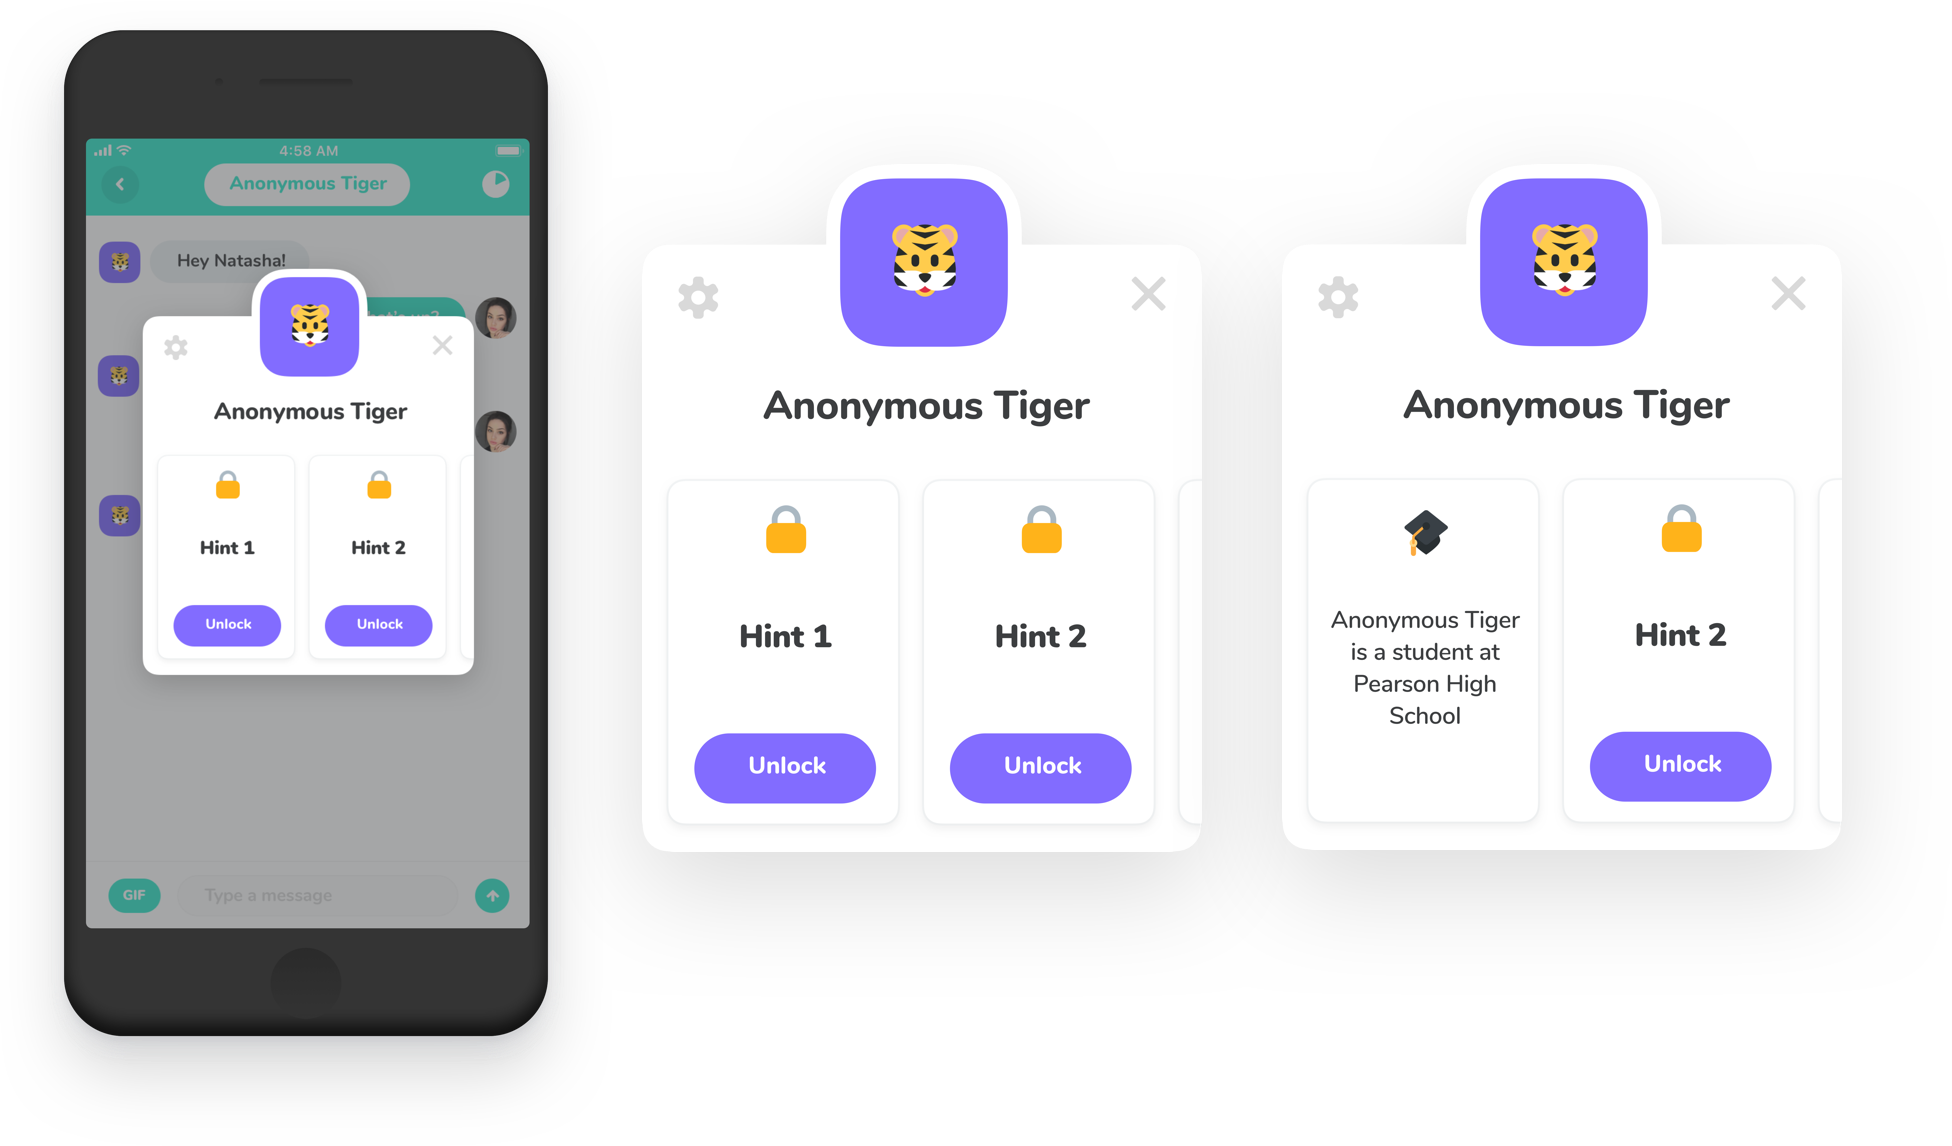 4:58 AM
Anonymous Tiger
Hey Natasha!
Anonymous Tiger
Hint 1
Hint 2
Unlock
Unlock
GIF
Type a message
Anonymous Tiger
Hint 1
Hint 2
Unlock
Unlock
Anonymous Tiger
Anonymous Tiger
is a student at
Pearson High
School
Hint 2
Unlock